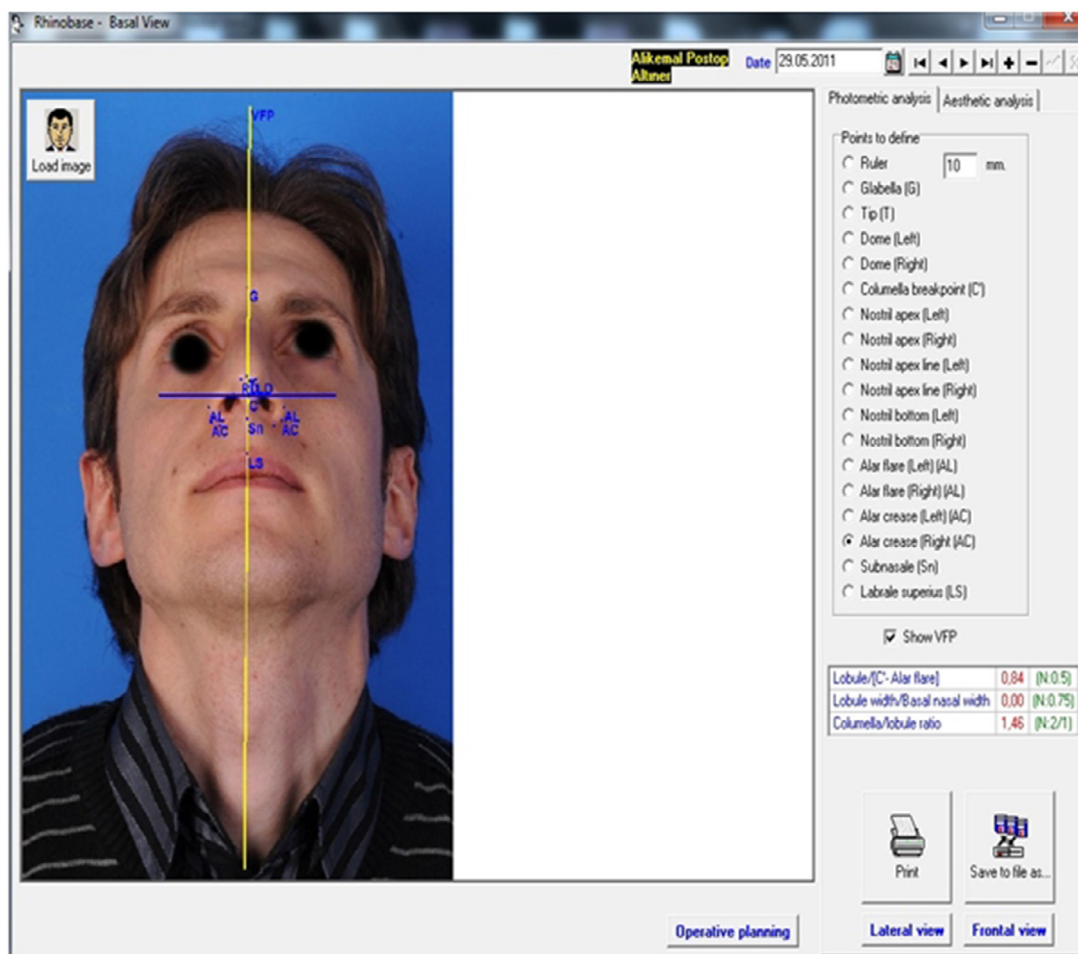 Rhinobase - Basal View
Alikemal Postop
Altıner
Date 29.05.2011
Load image
VFP
G
C
AL
AL
AC
AC
Sn
LS
Photometric analysis
Aesthetic analysis
Points to define
Ruler 10 mm.
Glabella (G)
Tip (T)
Dome (Left)
Dome (Right)
Columella breakpoint (C')
Nostril apex (Left)
Nostril apex (Right)
Nostril apex line (Left)
Nostril apex line (Right)
Nostril bottom (Left)
Nostril bottom (Right)
Alar flare (Left) (AL)
Alar flare (Right) (AL)
Alar crease (Left) (AC)
Alar crease (Right) (AC)
Subnasale (Sn)
Labrale superius (LS)
Show VFP
Lobule/[C'- Alar flare] 0,84 (N:0.5)
Lobule width/Basal nasal width 0,00 (N:0.75)
Columella/lobule ratio 1,46 (N:2/1)
Print
Save to file as...
Operative planning
Lateral view
Frontal view